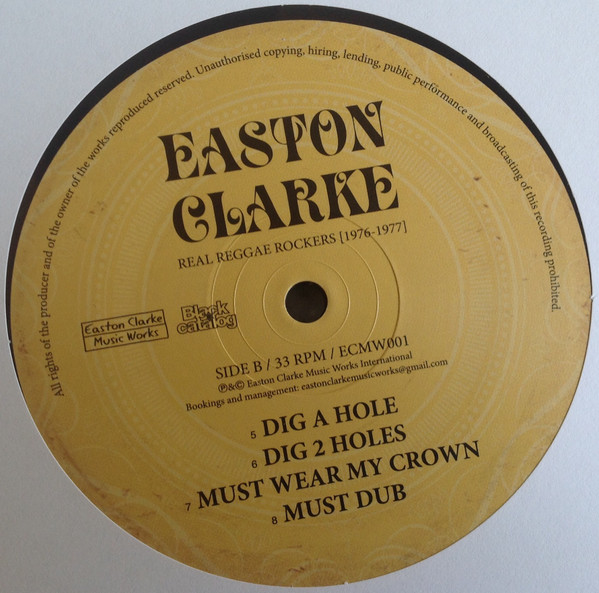 All rights of the producer and of the owner of the works reproduced reserved. Unauthorised copying, hiring, lending, public performance and broadcasting of this recording prohibited.
EASTON
CLARKE
REAL REGGAE ROCKERS [1976-1977]
Easton Clarke
Music Works
Black
catalog
SIDE B / 33 RPM / ECMW001
℗&© Easton Clarke Music Works International
Bookings and management: eastonclarkemusicworks@gmail.com
5 DIG A HOLE
6 DIG 2 HOLES
7 MUST WEAR MY CROWN
8 MUST DUB